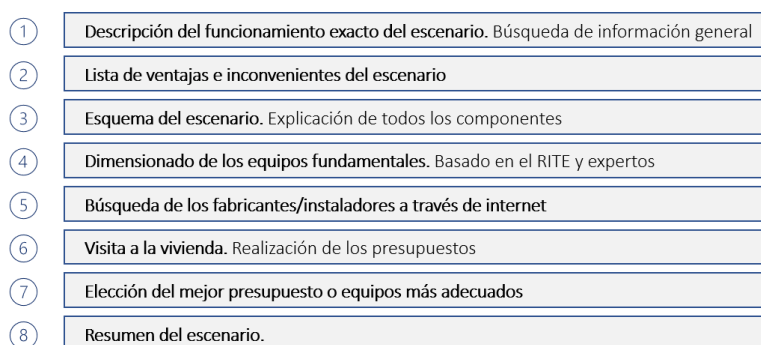 1 Descripción del funcionamiento exacto del escenario. Búsqueda de información general
2 Lista de ventajas e inconvenientes del escenario
3 Esquema del escenario. Explicación de todos los componentes
4 Dimensionado de los equipos fundamentales. Basado en el RITE y expertos
5 Búsqueda de los fabricantes/instaladores a través de internet
6 Visita a la vivienda. Realización de los presupuestos
7 Elección del mejor presupuesto o equipos más adecuados
8 Resumen del escenario.